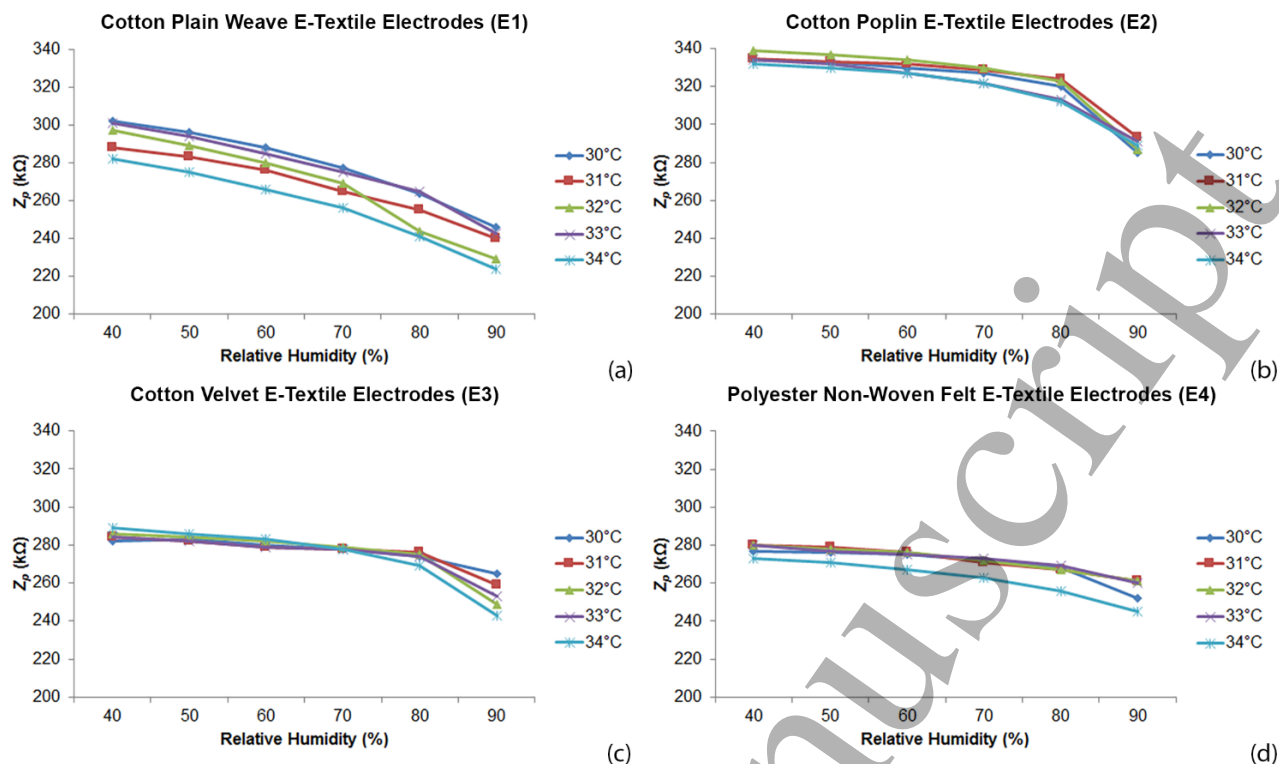 Cotton Plain Weave E-Textile Electrodes (E1)
340
320
300
280
260
240
220
200
Zp (kΩ)
40 50 60 70 80 90
Relative Humidity (%)
30°C
31°C
32°C
33°C
34°C
(a)
Cotton Poplin E-Textile Electrodes (E2)
340
320
300
280
260
240
220
200
Zp (kΩ)
40 50 60 70 80 90
Relative Humidity (%)
30°C
31°C
32°C
33°C
34°C
(b)
Cotton Velvet E-Textile Electrodes (E3)
340
320
300
280
260
240
220
200
Zp (kΩ)
40 50 60 70 80 90
Relative Humidity (%)
30°C
31°C
32°C
33°C
34°C
(c)
Polyester Non-Woven Felt E-Textile Electrodes (E4)
340
320
300
280
260
240
220
200
Zp (kΩ)
40 50 60 70 80 90
Relative Humidity (%)
30°C
31°C
32°C
33°C
34°C
(d)
nuscript